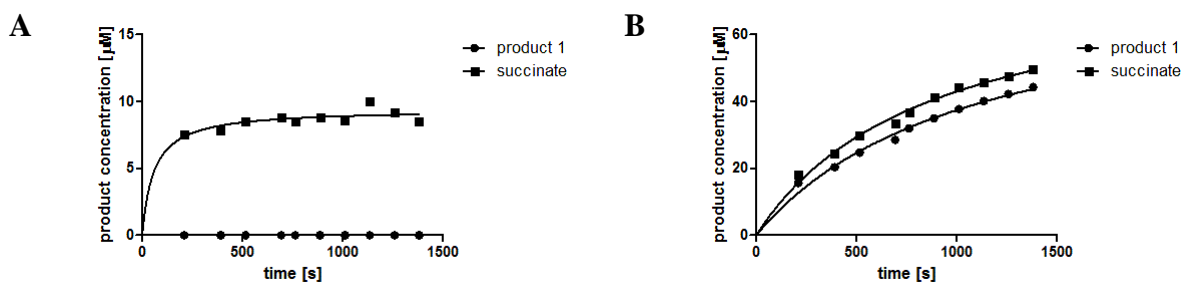 A
product concentration [µM]
15
10
5
0
0
500
1000
1500
time [s]
product 1
succinate
B
product concentration [µM]
60
40
20
0
0
500
1000
1500
time [s]
product 1
succinate